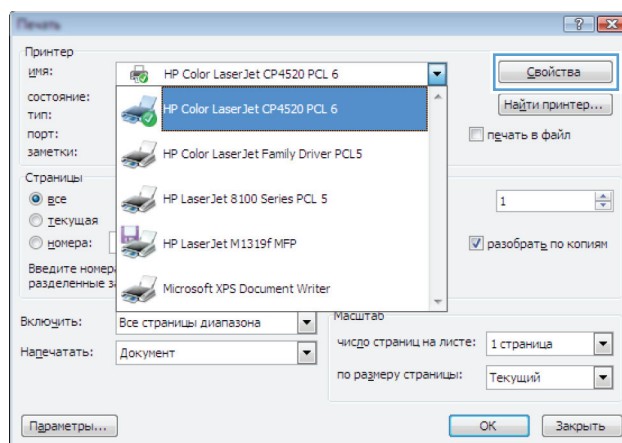 Печать
Принтер
имя:
HP Color LaserJet CP4520 PCL 6
Свойства
состояние:
HP Color LaserJet CP4520 PCL 6
Найти принтер...
тип:
порт:
HP Color LaserJet Family Driver PCL5
печать в файл
заметки:
Страницы
все
HP LaserJet 8100 Series PCL 5
1
текущая
номера:
HP LaserJet M1319f MFP
разобрать по копиям
Введите
разделенные
Microsoft XPS Document Writer
Включить:
Все страницы диапазона
Масштаб
число страниц на листе:
1 страница
Напечатать:
Документ
по размеру страницы:
Текущий
Параметры...
ОК
Закрыть